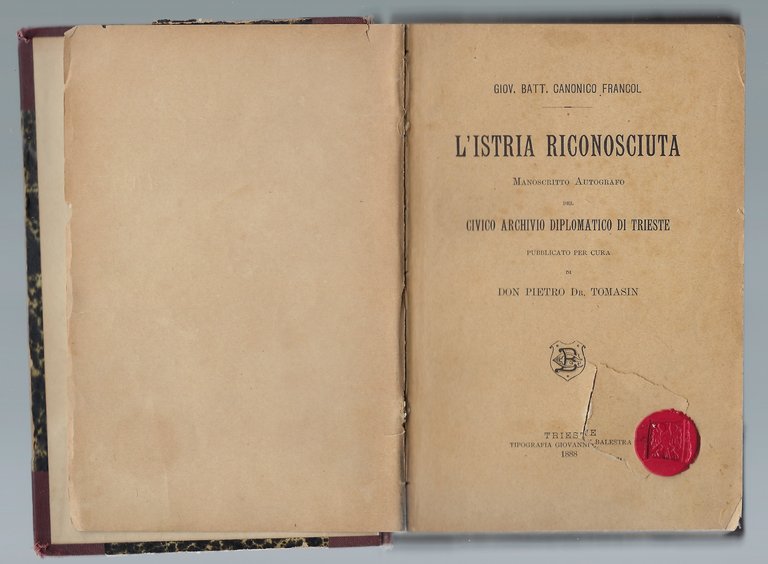 GIOV. BATT. CANONICO FRANCOL
L'ISTRIA RICONOSCIUTA
MANOSCRITTO AUTOGRAFO
DEL
CIVICO ARCHIVIO DIPLOMATICO DI TRIESTE
PUBBLICATO PER CURA
DI
DON PIETRO DR. TOMASIN
TRIESTE
TIPOGRAFIA GIOVANNI BALESTRA
1888